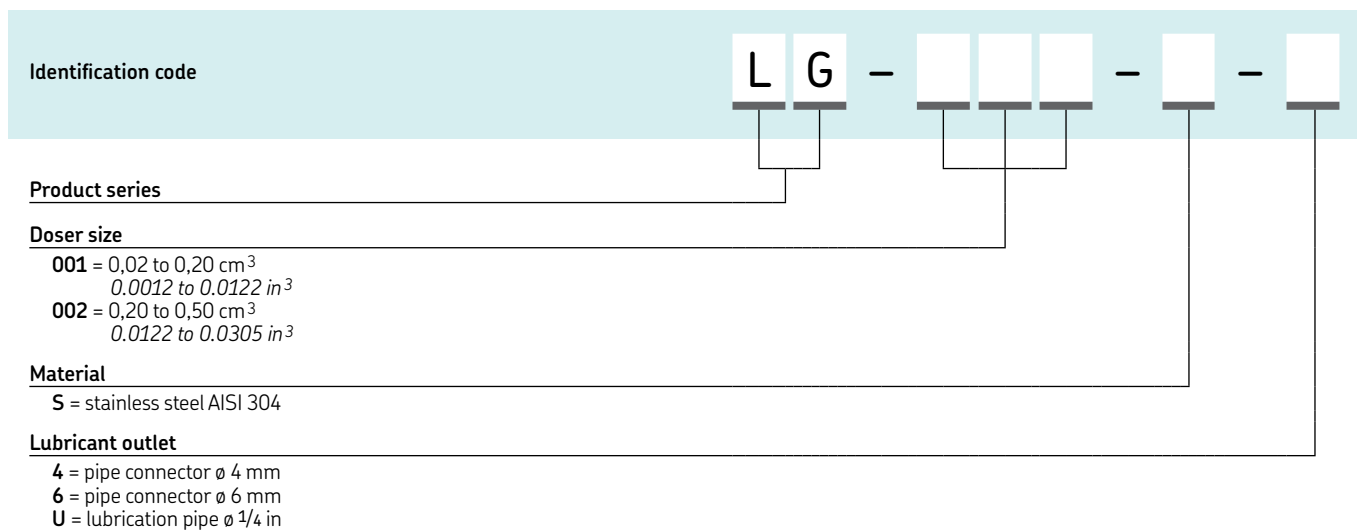 Identification code L G – – –
Product series
Doser size
001 = 0,02 to 0,20 cm³
0.0012 to 0.0122 in³
002 = 0,20 to 0,50 cm³
0.0122 to 0.0305 in³
Material
S = stainless steel AISI 304
Lubricant outlet
4 = pipe connector ø 4 mm
6 = pipe connector ø 6 mm
U = lubrication pipe ø 1/4 in